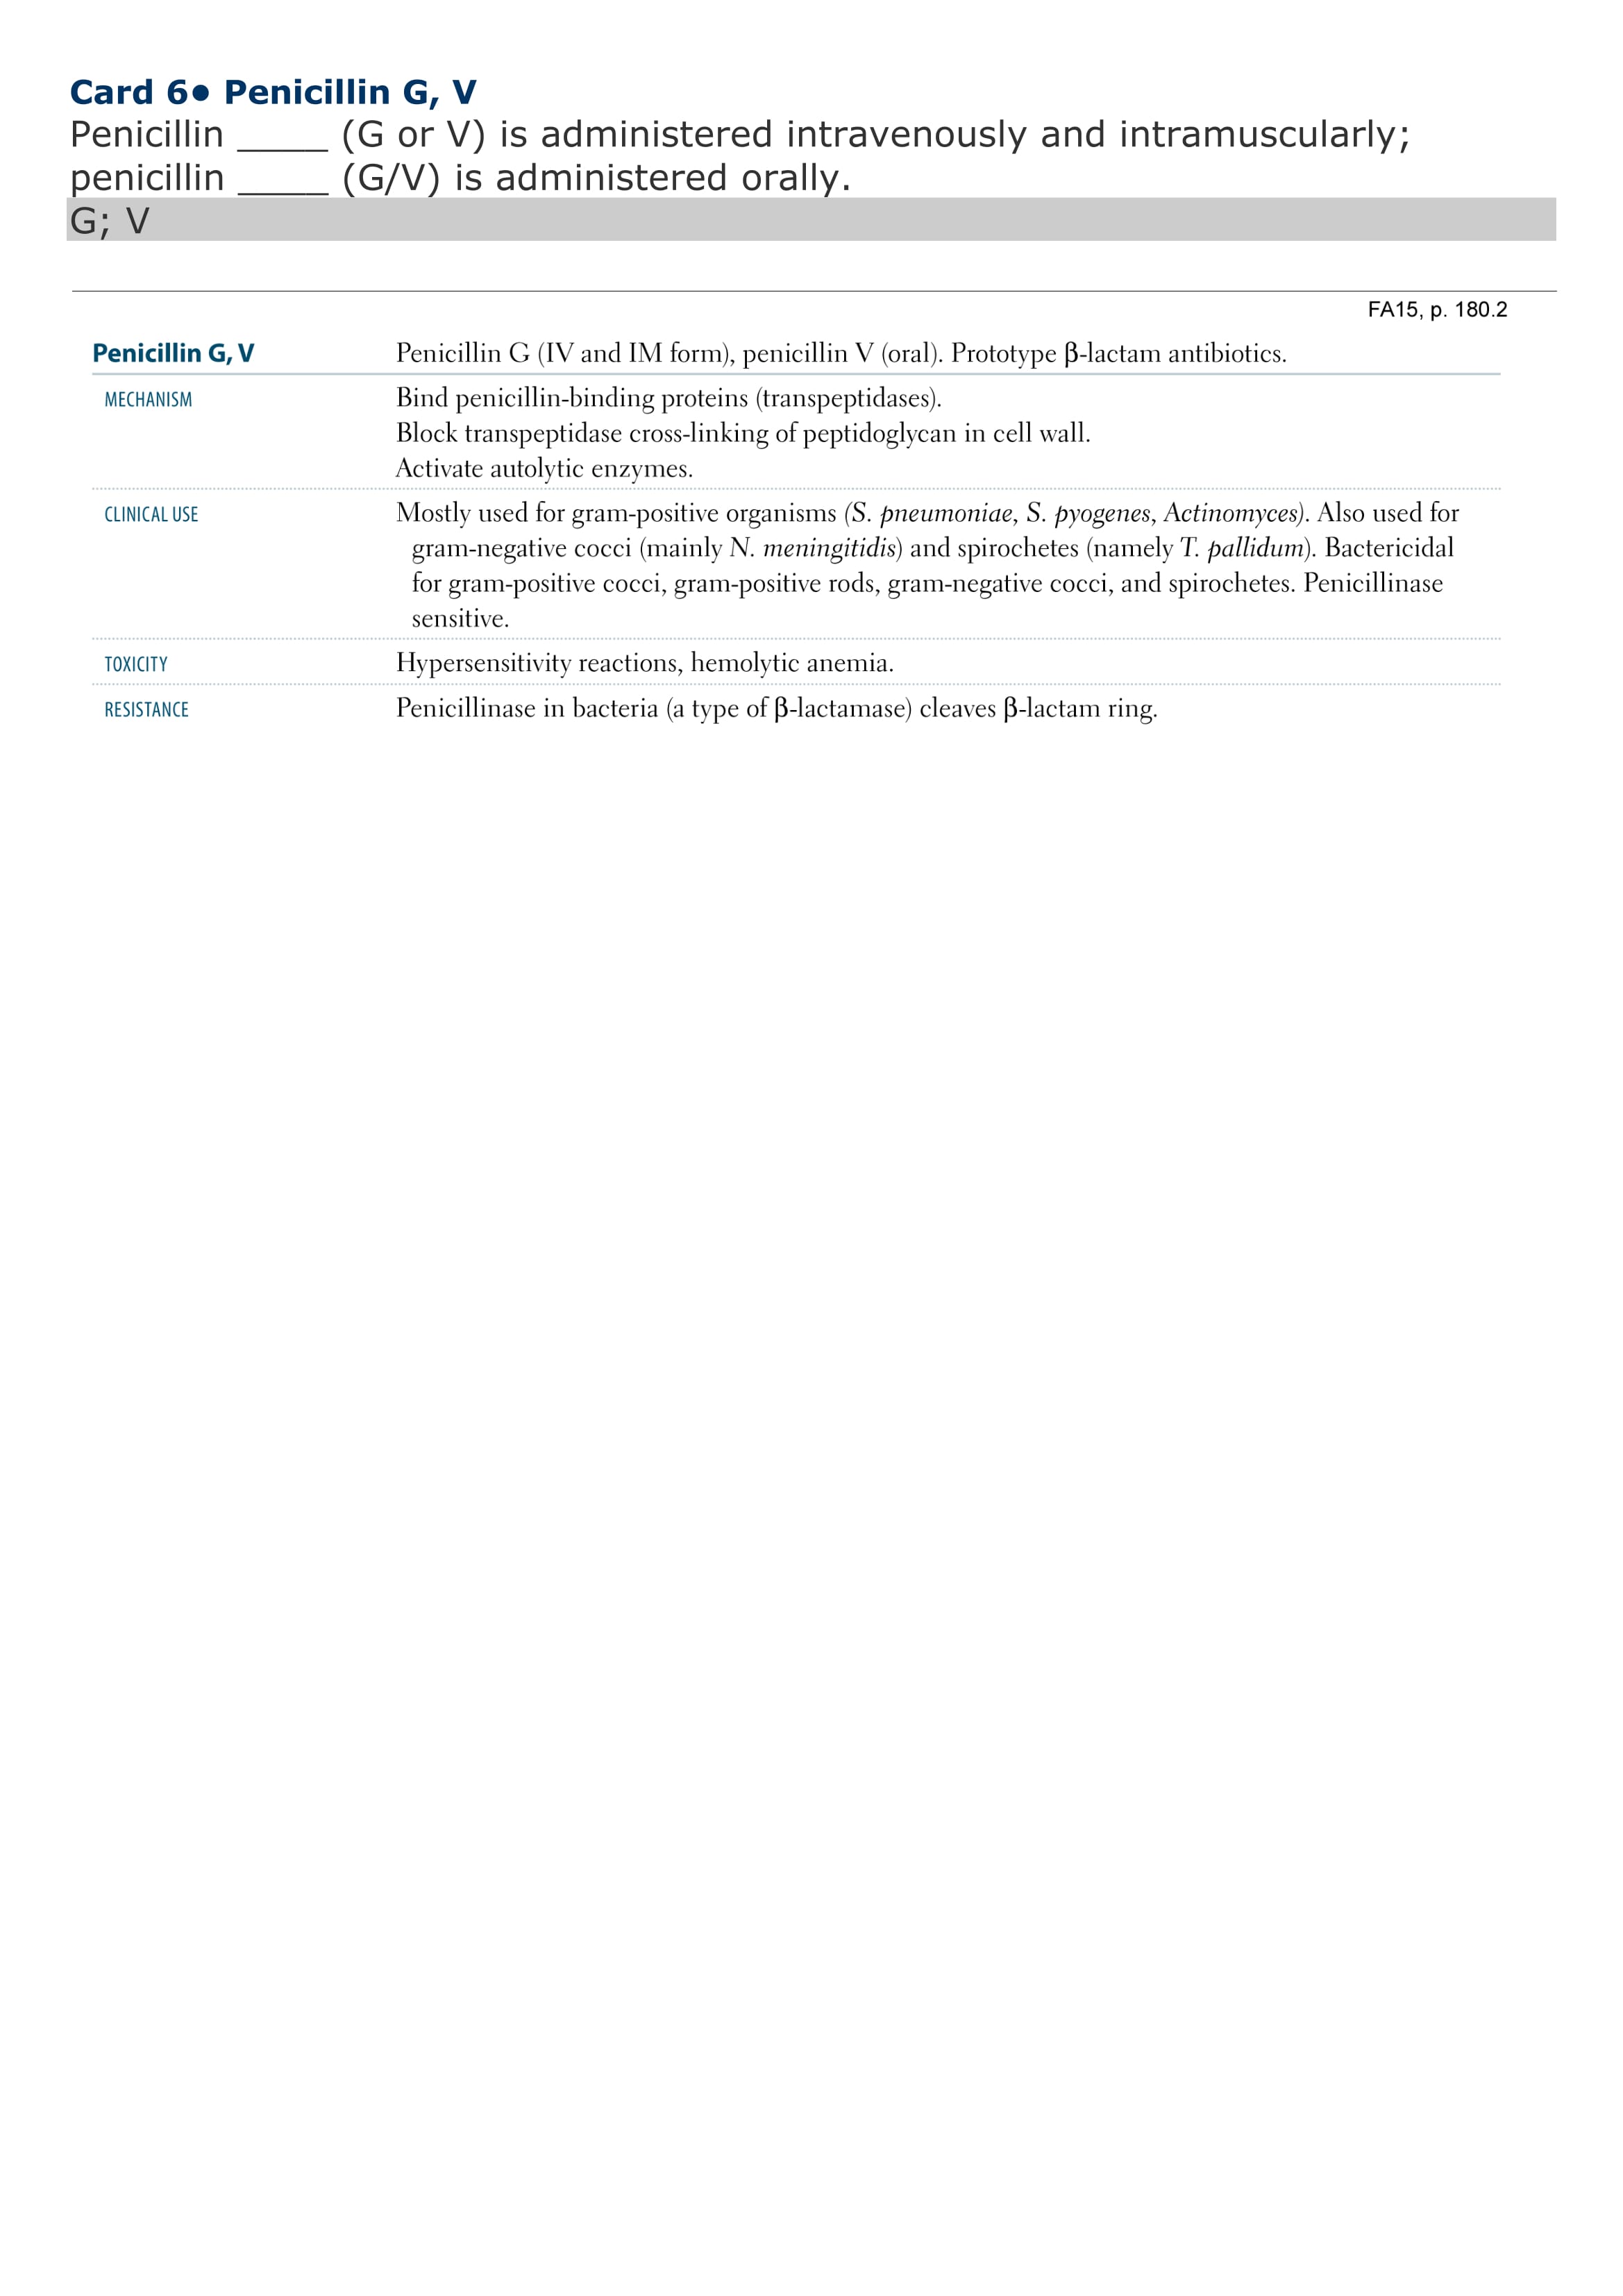 Card 6● Penicillin G, V
Penicillin _____ (G or V) is administered intravenously and intramuscularly;
penicillin _____ (G/V) is administered orally.
G; V
FA15, p. 180.2
Penicillin G, V Penicillin G (IV and IM form), penicillin V (oral). Prototype β-lactam antibiotics.
MECHANISM Bind penicillin-binding proteins (transpeptidases).
Block transpeptidase cross-linking of peptidoglycan in cell wall.
Activate autolytic enzymes.
CLINICAL USE Mostly used for gram-positive organisms (S. pneumoniae, S. pyogenes, Actinomyces). Also used for
gram-negative cocci (mainly N. meningitidis) and spirochetes (namely T. pallidum). Bactericidal
for gram-positive cocci, gram-positive rods, gram-negative cocci, and spirochetes. Penicillinase
sensitive.
TOXICITY Hypersensitivity reactions, hemolytic anemia.
RESISTANCE Penicillinase in bacteria (a type of β-lactamase) cleaves β-lactam ring.